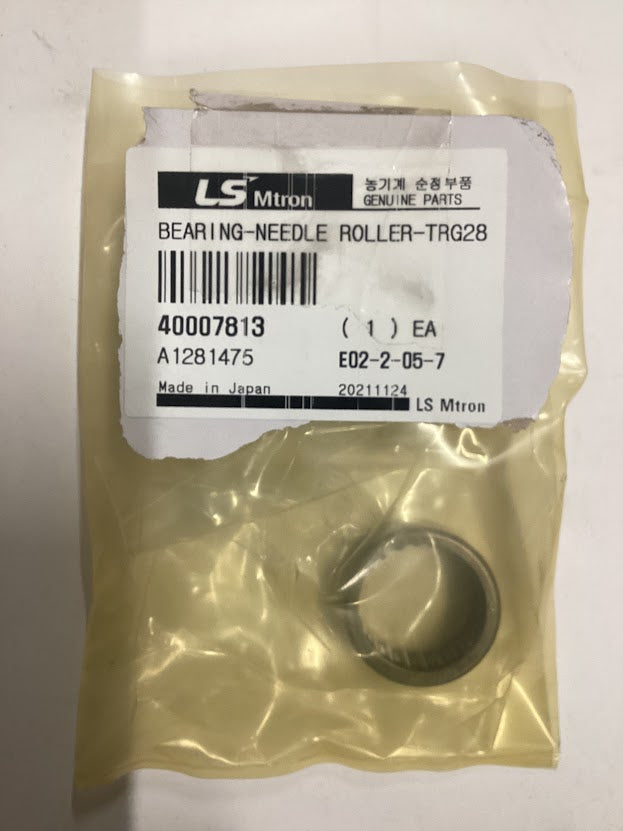 LS Mtron
농기계 순정부품
GENUINE PARTS
BEARING-NEEDLE ROLLER-TRG28
40007813 ( 1 ) EA
A1281475 E02-2-05-7
Made in Japan 20211124
LS Mtron